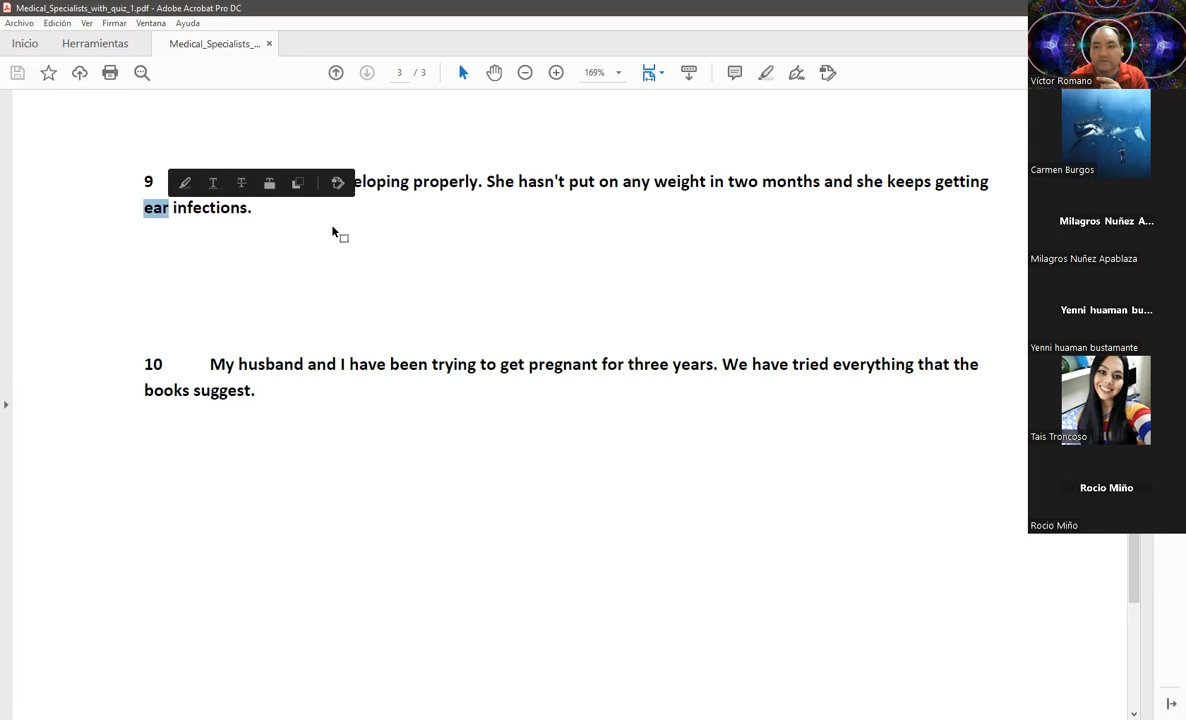 Medical_Specialists_with_quiz_1.pdf - Adobe Acrobat Pro DC
Archivo Edición Ver Firmar Ventana Ayuda
Inicio Herramientas Medical_Specialists_... ×
3 / 3 169%
9 eloping properly. She hasn't put on any weight in two months and she keeps getting
ear infections.
10 My husband and I have been trying to get pregnant for three years. We have tried everything that the
books suggest.
Víctor Romano
Carmen Burgos
Milagros Nuñez A...
Milagros Nuñez Apablaza
Yenni huaman bu...
Yenni huaman bustamante
Tais Troncoso
Rocio Miño
Rocio Miño